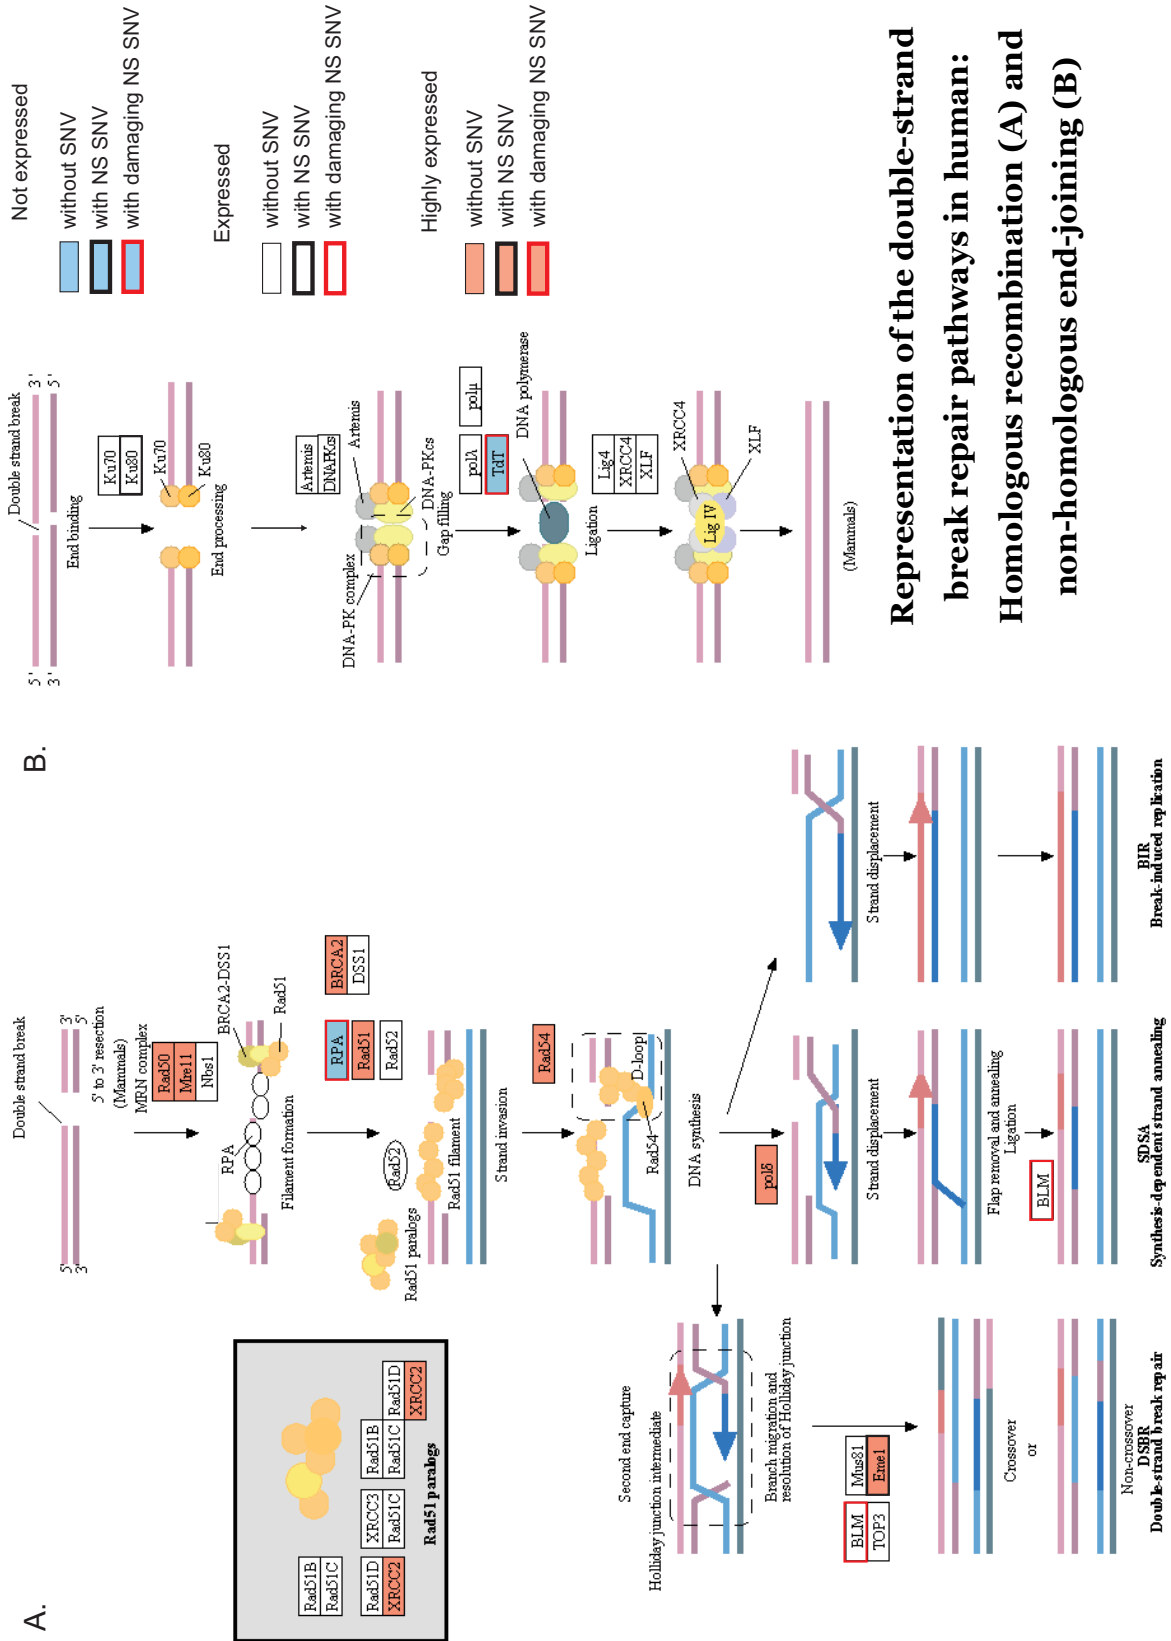 A.
Double strand break
5'
3'
3'
5'
5' to 3' resection
(Mammals)
MRN complex
Rad50
Mre11
Nbs1
RPA
BRCA2-DSS1
Rad51
Filament formation
RPA
Rad51
Rad52
BRCA2
DSS1
Rad52
Rad51 paralogs
Rad51 filament
Strand invasion
Rad54
D-loop
Rad54
DNA synthesis
Rad51B
Rad51C
Rad51D
XRCC2
XRCC3
Rad51C
Rad51B
Rad51C
Rad51D
XRCC2
Rad51 paralogs
Second end capture
Holliday junction intermediate
Branch migration and
resolution of Holliday junction
BLM
TOP3
Mus81
Eme1
Crossover
or
Non-crossover
DSBR
Double-strand break repair
polδ
Strand displacement
Flap removal and annealing
Ligation
BLM
SDSA
Synthesis-dependent strand annealing
Strand displacement
BIR
Break-induced replication
B.
Double strand break
5'
3'
3'
5'
End binding
Ku70
Ku80
Ku70
Ku80
End processing
Artemis
DNAPKcs
Artemis
DNA-PK complex
DNA-PKcs
Gap filling
polλ
TdT
polμ
DNA polymerase
Ligation
Lig4
XRCC4
XLF
XRCC4
Lig IV
XLF
(Mammals)
Not expressed
without SNV
with NS SNV
with damaging NS SNV
Expressed
without SNV
with NS SNV
with damaging NS SNV
Highly expressed
without SNV
with NS SNV
with damaging NS SNV
Representation of the double-strand
break repair pathways in human:
Homologous recombination (A) and
non-homologous end-joining (B)